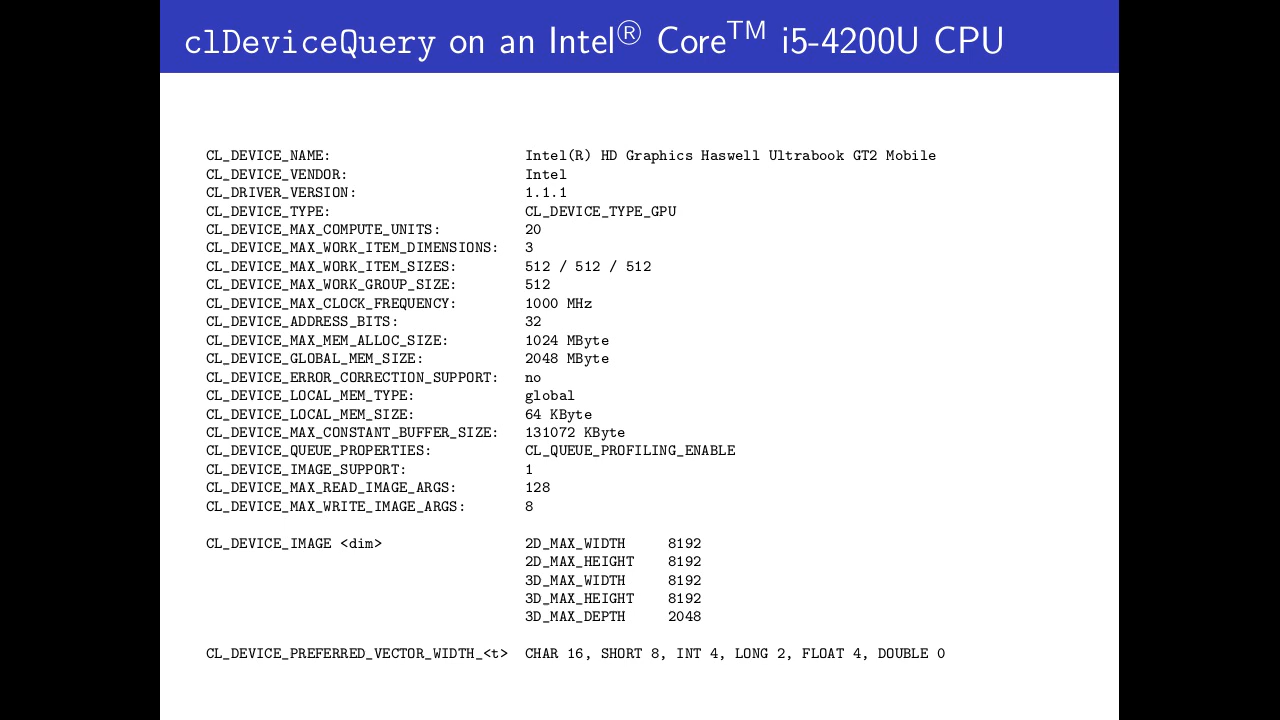 clDeviceQuery on an Intel® Core™ i5-4200U CPU
CL_DEVICE_NAME: Intel(R) HD Graphics Haswell Ultrabook GT2 Mobile
CL_DEVICE_VENDOR: Intel
CL_DRIVER_VERSION: 1.1.1
CL_DEVICE_TYPE: CL_DEVICE_TYPE_GPU
CL_DEVICE_MAX_COMPUTE_UNITS: 20
CL_DEVICE_MAX_WORK_ITEM_DIMENSIONS: 3
CL_DEVICE_MAX_WORK_ITEM_SIZES: 512 / 512 / 512
CL_DEVICE_MAX_WORK_GROUP_SIZE: 512
CL_DEVICE_MAX_CLOCK_FREQUENCY: 1000 MHz
CL_DEVICE_ADDRESS_BITS: 32
CL_DEVICE_MAX_MEM_ALLOC_SIZE: 1024 MByte
CL_DEVICE_GLOBAL_MEM_SIZE: 2048 MByte
CL_DEVICE_ERROR_CORRECTION_SUPPORT: no
CL_DEVICE_LOCAL_MEM_TYPE: global
CL_DEVICE_LOCAL_MEM_SIZE: 64 KByte
CL_DEVICE_MAX_CONSTANT_BUFFER_SIZE: 131072 KByte
CL_DEVICE_QUEUE_PROPERTIES: CL_QUEUE_PROFILING_ENABLE
CL_DEVICE_IMAGE_SUPPORT: 1
CL_DEVICE_MAX_READ_IMAGE_ARGS: 128
CL_DEVICE_MAX_WRITE_IMAGE_ARGS: 8
CL_DEVICE_IMAGE <dim> 2D_MAX_WIDTH 8192
2D_MAX_HEIGHT 8192
3D_MAX_WIDTH 8192
3D_MAX_HEIGHT 8192
3D_MAX_DEPTH 2048
CL_DEVICE_PREFERRED_VECTOR_WIDTH_<t> CHAR 16, SHORT 8, INT 4, LONG 2, FLOAT 4, DOUBLE 0